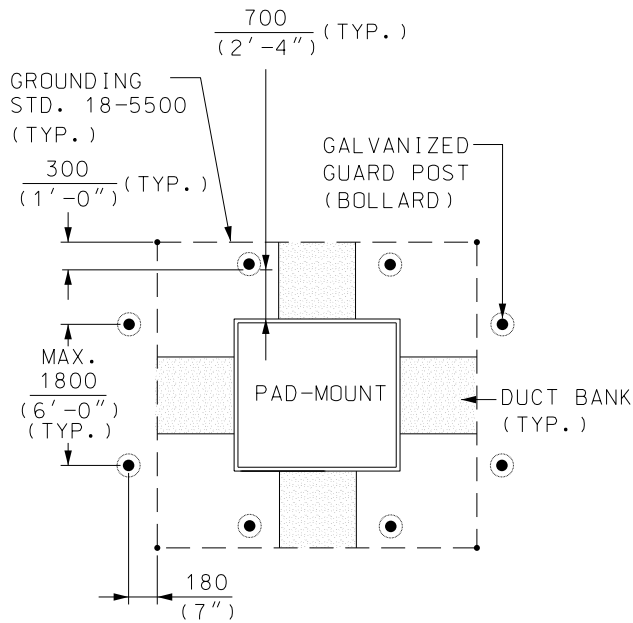 700
(2'-4") (TYP.)
GROUNDING
STD. 18-5500
(TYP.)
300
(1'-0") (TYP.)
GALVANIZED
GUARD POST
(BOLLARD)
MAX.
1800
(6'-0")
(TYP.)
PAD-MOUNT
DUCT BANK
(TYP.)
180
(7")